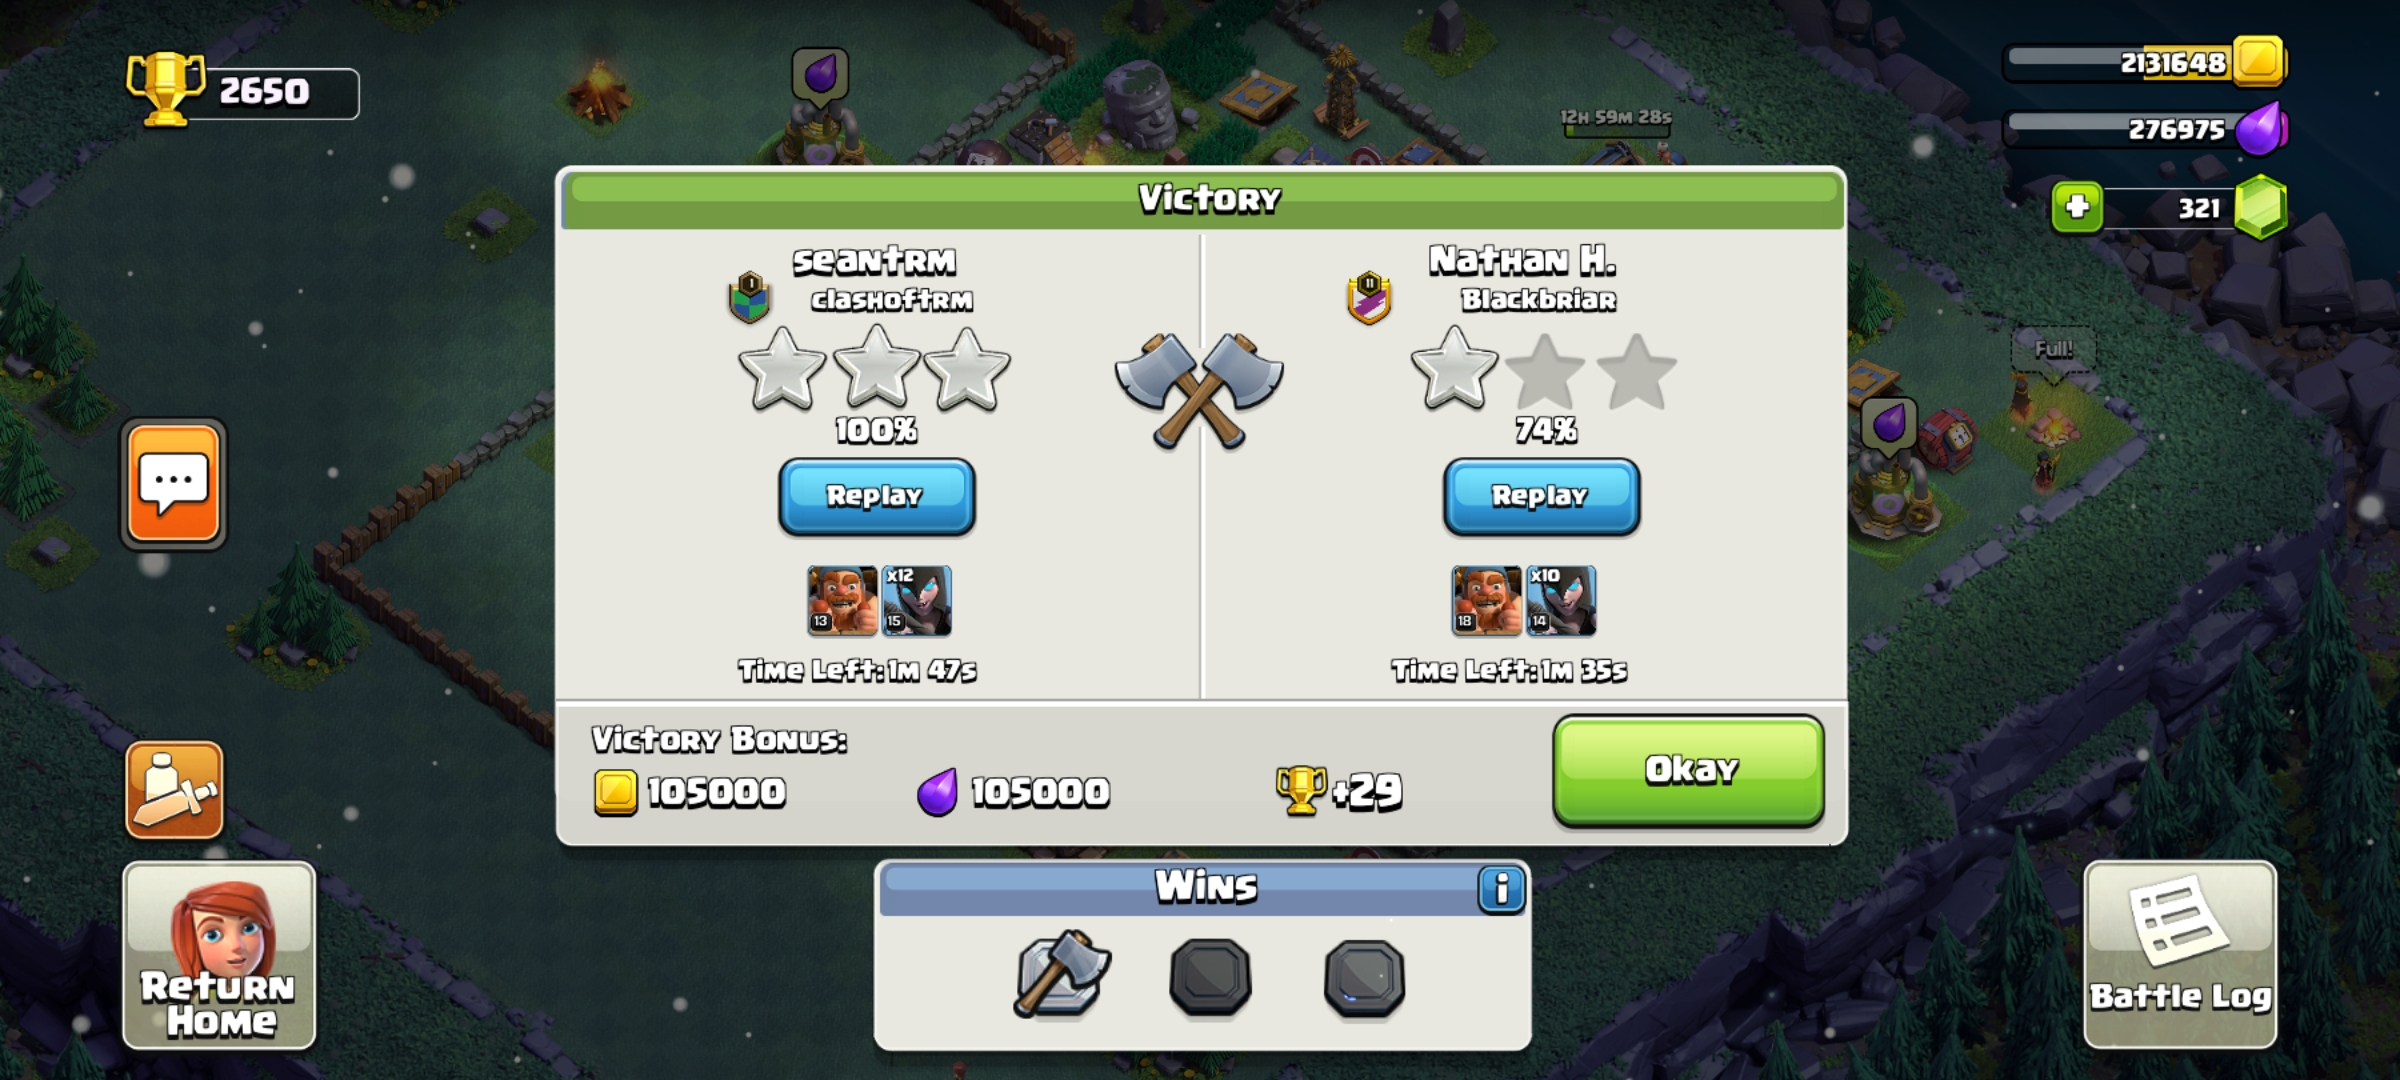 2650
12H 59M 28s
2131648
276975
321
Victory
seantrm
1
clashoftrm
100%
Replay
13
x12
15
Time Left: 1m 47s
Nathan H.
11
Blackbriar
74%
Replay
18
x10
14
Time Left: 1m 35s
Full!
Victory Bonus:
105000
105000
+29
Okay
Wins
i
Return
Home
Battle Log